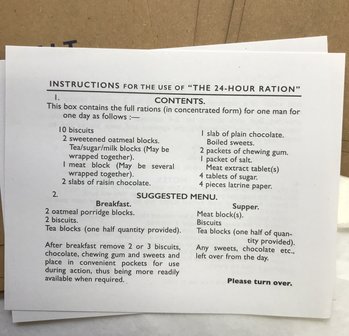 INSTRUCTIONS FOR THE USE OF "THE 24-HOUR RATION"
1.
CONTENTS.
This box contains the full rations (in concentrated form) for one man for
one day as follows :—
10 biscuits
2 sweetened oatmeal blocks.
Tea/sugar/milk blocks (May be
wrapped together).
1 meat block (May be several
wrapped together).
2 slabs of raisin chocolate.
1 slab of plain chocolate.
Boiled sweets.
2 packets of chewing gum.
1 packet of salt.
Meat extract tablet(s)
4 tablets of sugar.
4 pieces latrine paper.
2.
SUGGESTED MENU.
Breakfast.
2 oatmeal porridge blocks.
2 biscuits.
Tea blocks (one half quantity provided).
After breakfast remove 2 or 3 biscuits,
chocolate, chewing gum and sweets and
place in convenient pockets for use
during action, thus being more readily
available when required.
Supper.
Meat block(s).
Biscuits
Tea blocks (one half of quan-
tity provided).
Any sweets, chocolate etc.,
left over from the day.
Please turn over.